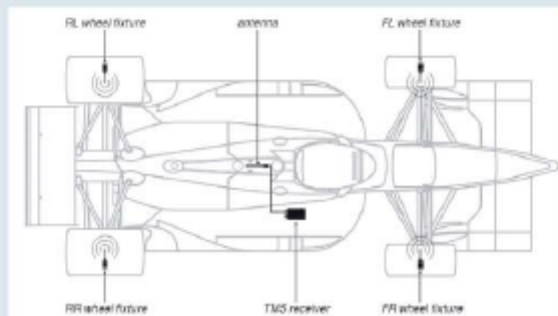 RL wheel fixture
antenna
FL wheel fixture
RR wheel fixture
TMS receiver
FR wheel fixture